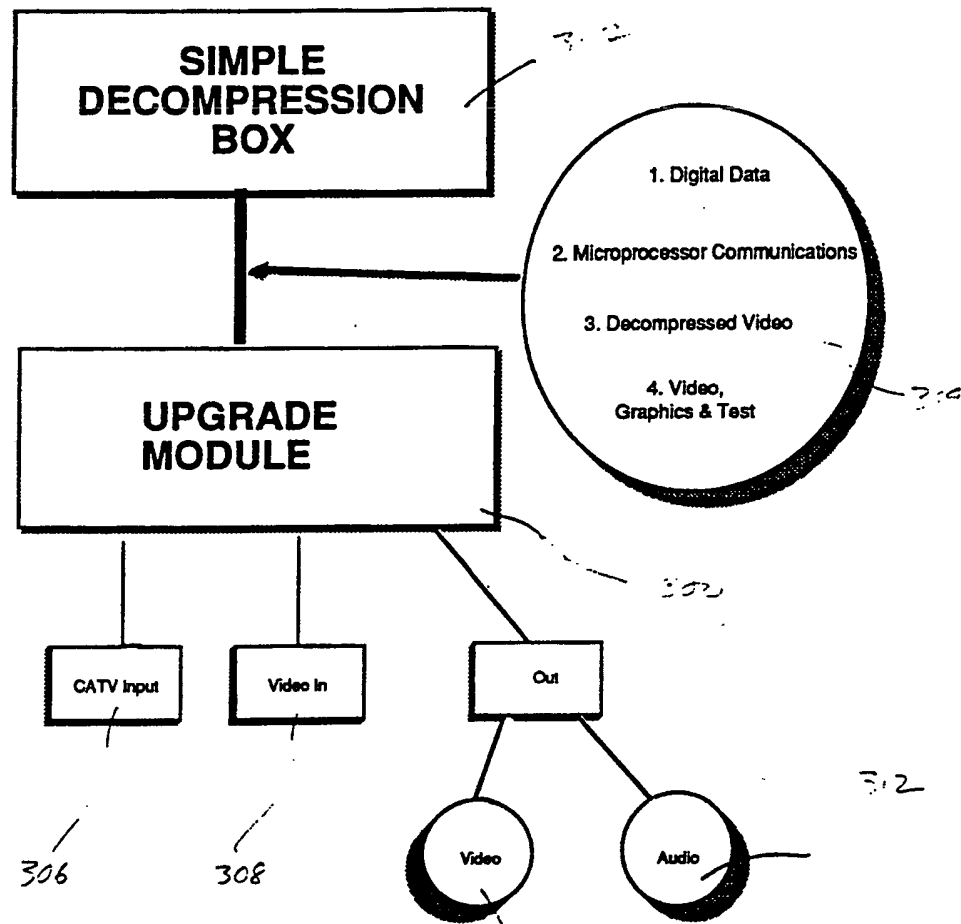 SIMPLE
DECOMPRESSION
BOX
1. Digital Data
2. Microprocessor Communications
3. Decompressed Video
4. Video,
Graphics & Test
UPGRADE
MODULE
CATV Input
Video In
Out
312
306
308
Video
Audio